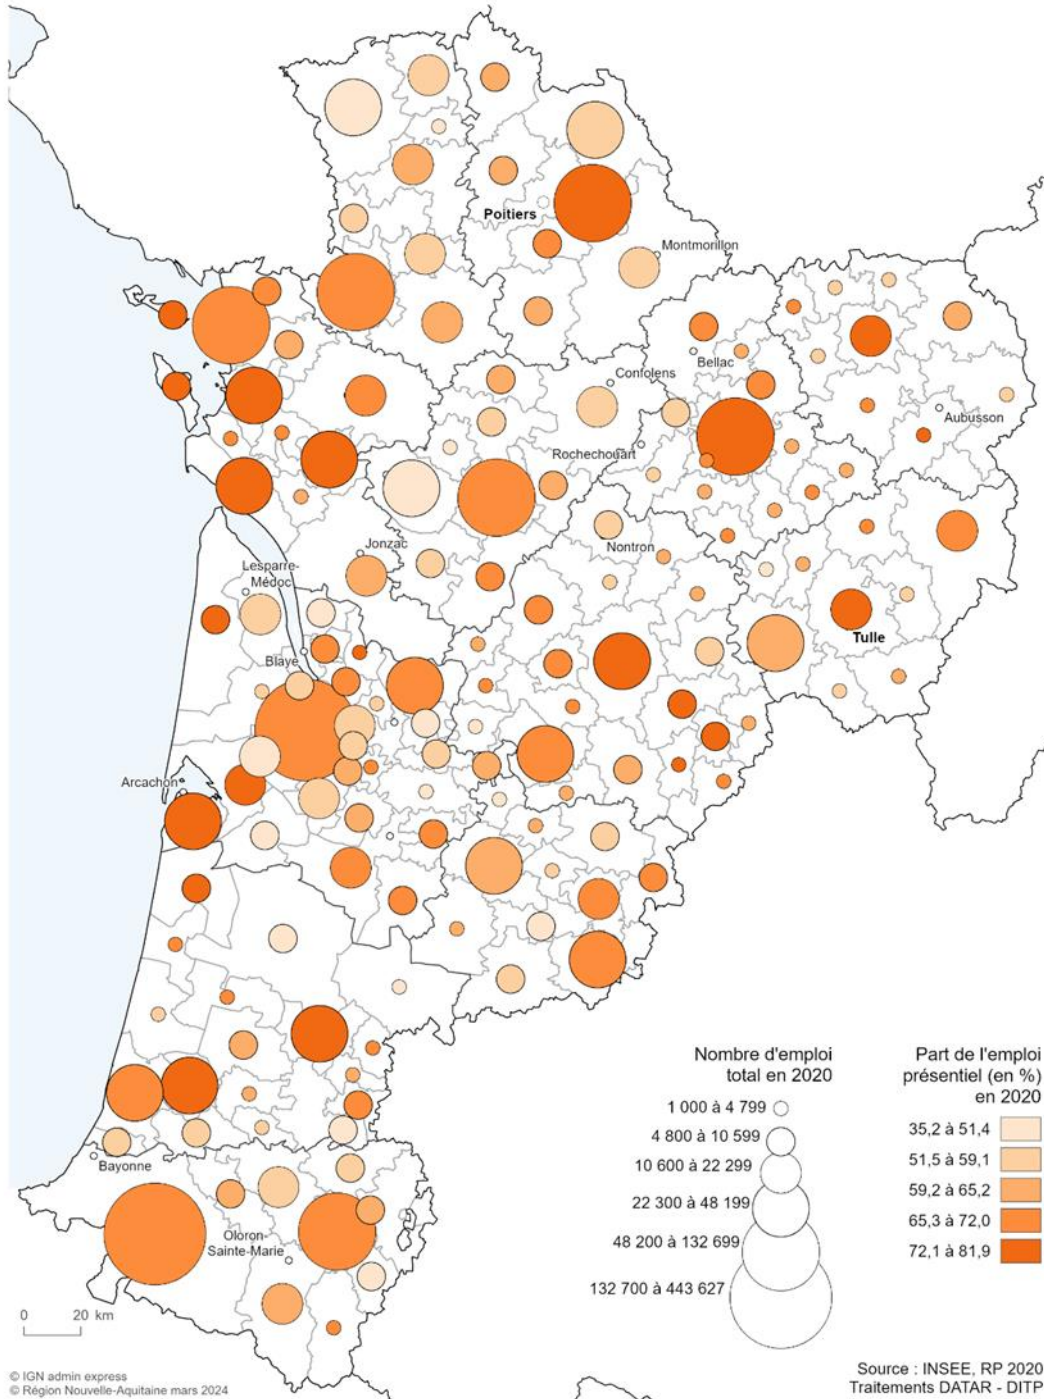 Poitiers
Montmorillon
Bellac
Confolens
Aubusson
Rochechouart
Jonzac
Nontron
Lesparre-
Médoc
Tulle
Blaye
Arcachon
Bayonne
Oloron-
Sainte-Marie
Nombre d'emploi
total en 2020
1 000 à 4 799
4 800 à 10 599
10 600 à 22 299
22 300 à 48 199
48 200 à 132 699
132 700 à 443 627
Part de l'emploi
présentiel (en %)
en 2020
35,2 à 51,4
51,5 à 59,1
59,2 à 65,2
65,3 à 72,0
72,1 à 81,9
0 20 km
© IGN admin express
© Région Nouvelle-Aquitaine mars 2024
Source : INSEE, RP 2020
Traitements DATAR - DITP